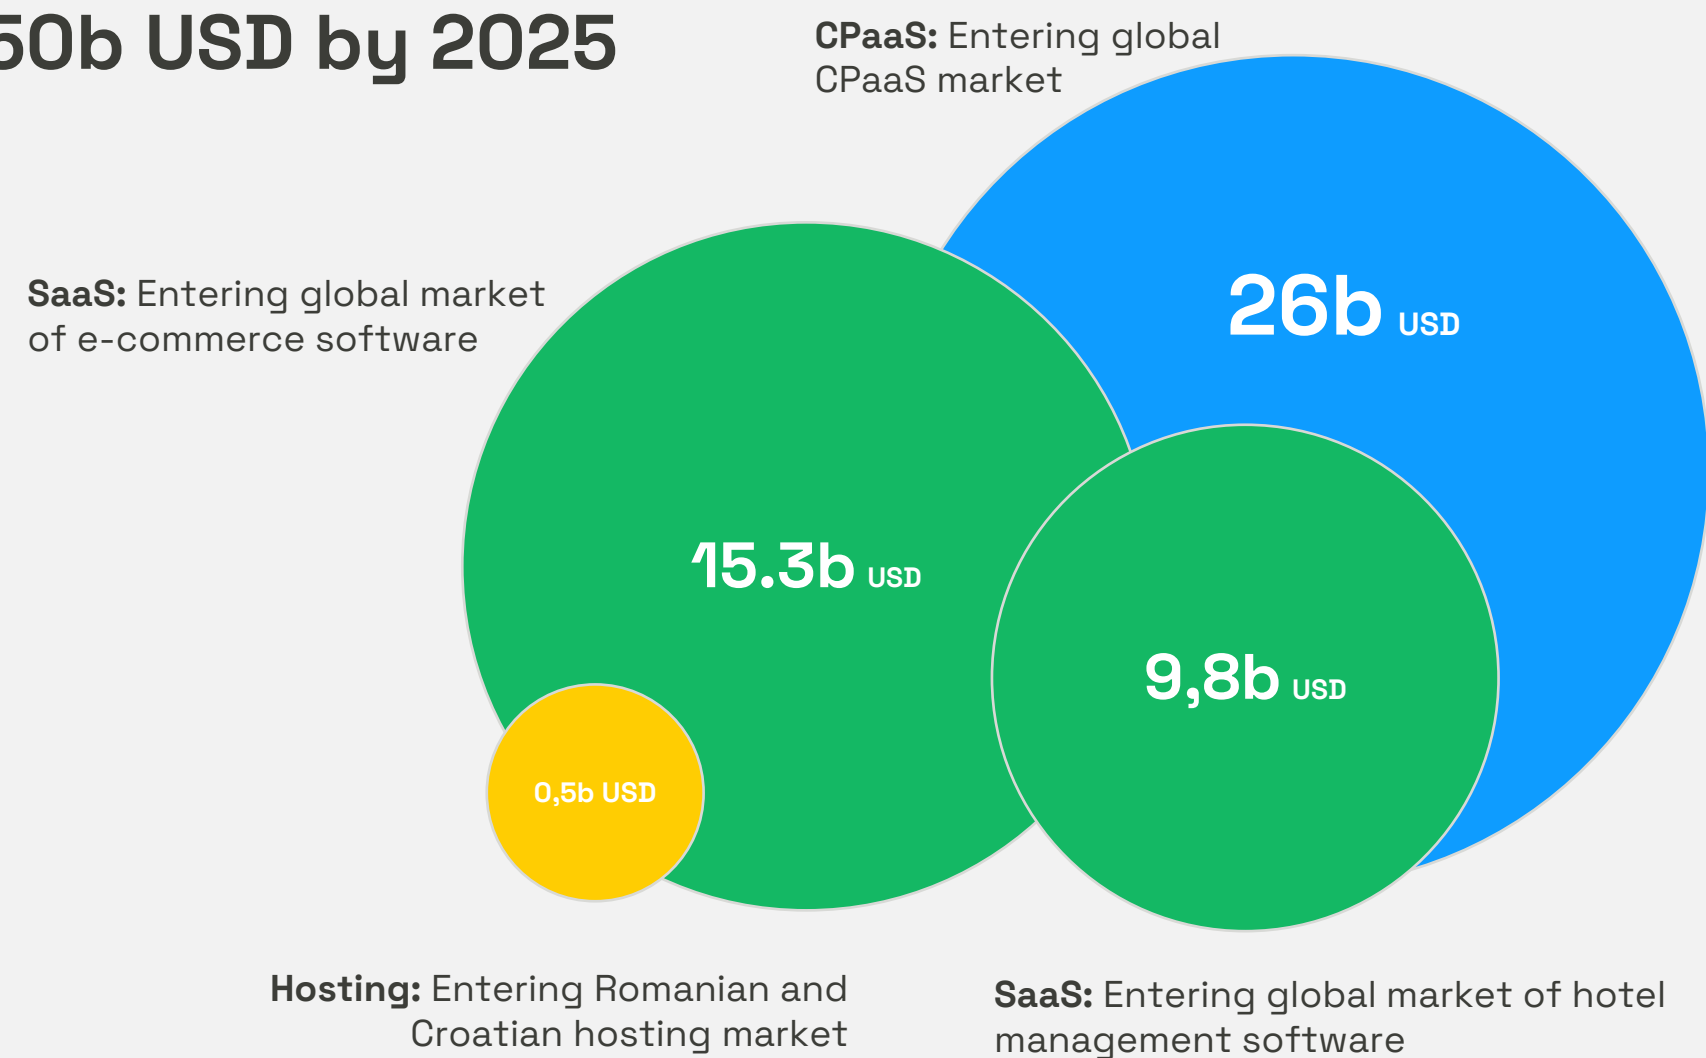 50b USD by 2025
CPaaS: Entering global
CPaaS market
26b USD
SaaS: Entering global market
of e-commerce software
15.3b USD
9,8b USD
0,5b USD
Hosting: Entering Romanian and
Croatian hosting market
SaaS: Entering global market of hotel
management software